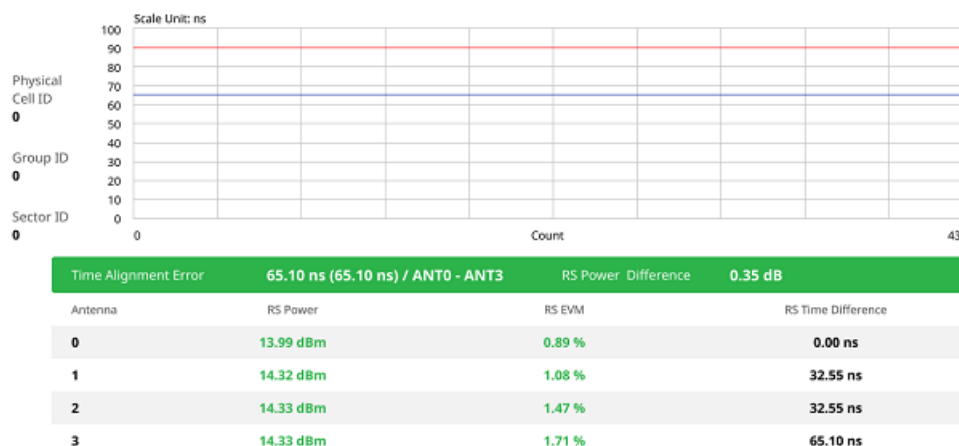 Scale Unit: ns
100
90
80
70
60
50
40
30
20
10
0
Physical
Cell ID
0
Group ID
0
Sector ID
0
0 Count 43
Time Alignment Error 65.10 ns (65.10 ns) / ANT0 - ANT3 RS Power Difference 0.35 dB
Antenna RS Power RS EVM RS Time Difference
0 13.99 dBm 0.89 % 0.00 ns
1 14.32 dBm 1.08 % 32.55 ns
2 14.33 dBm 1.47 % 32.55 ns
3 14.33 dBm 1.71 % 65.10 ns